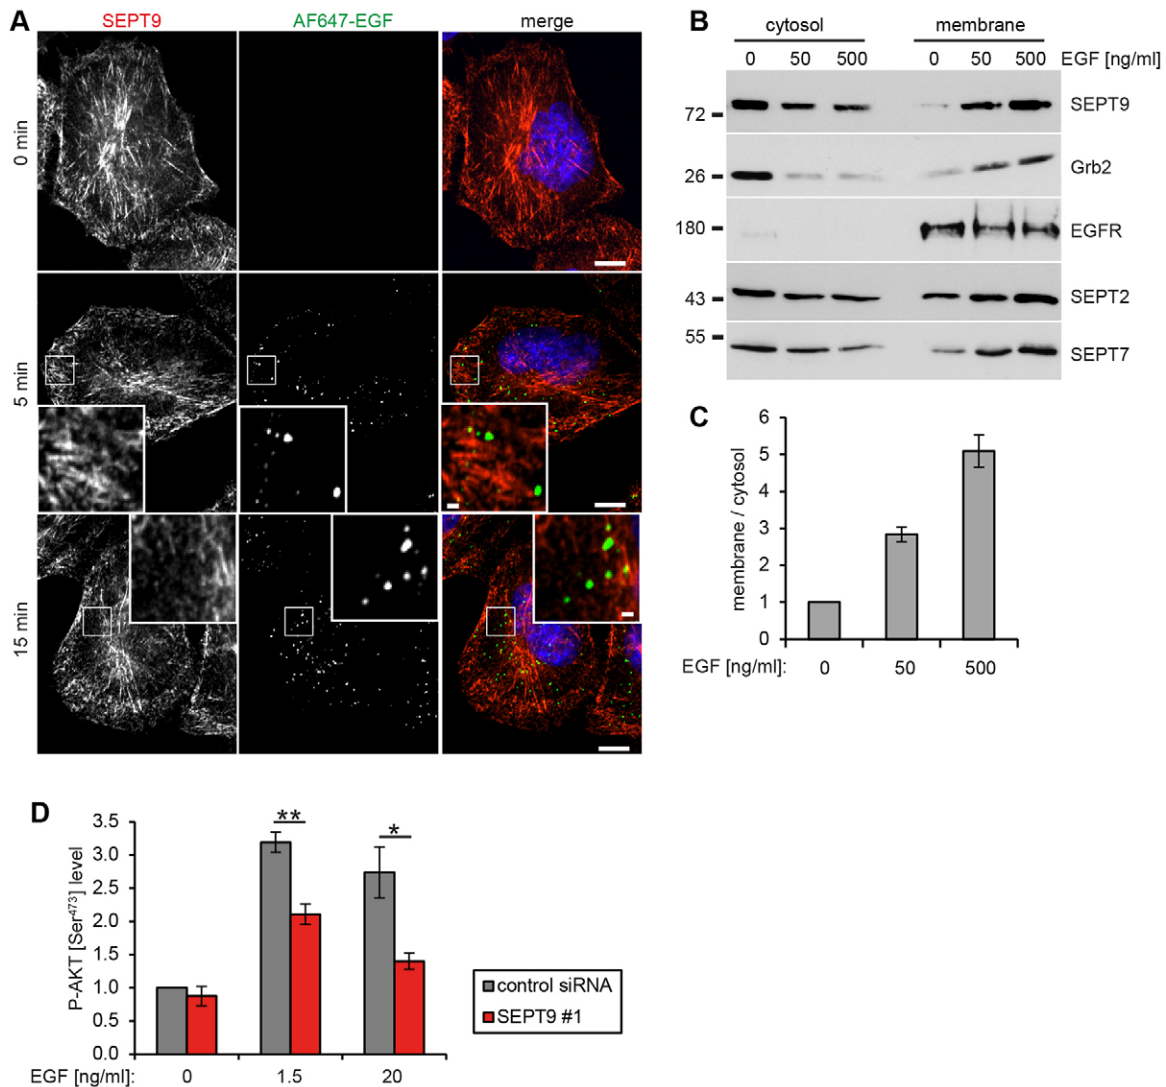 A
SEPT9
AF647-EGF
merge
0 min
5 min
15 min
B
cytosol
membrane
0 50 500 0 50 500 EGF [ng/ml]
72 SEPT9
26 Grb2
180 EGFR
43 SEPT2
55 SEPT7
C
membrane / cytosol
6
5
4
3
2
1
0
EGF [ng/ml]: 0 50 500
D
P-AKT [Ser⁴⁷³] level
3.5
3.0
2.5
2.0
1.5
1.0
0.5
0.0
** *
EGF [ng/ml]: 0 1.5 20
control siRNA
SEPT9 #1